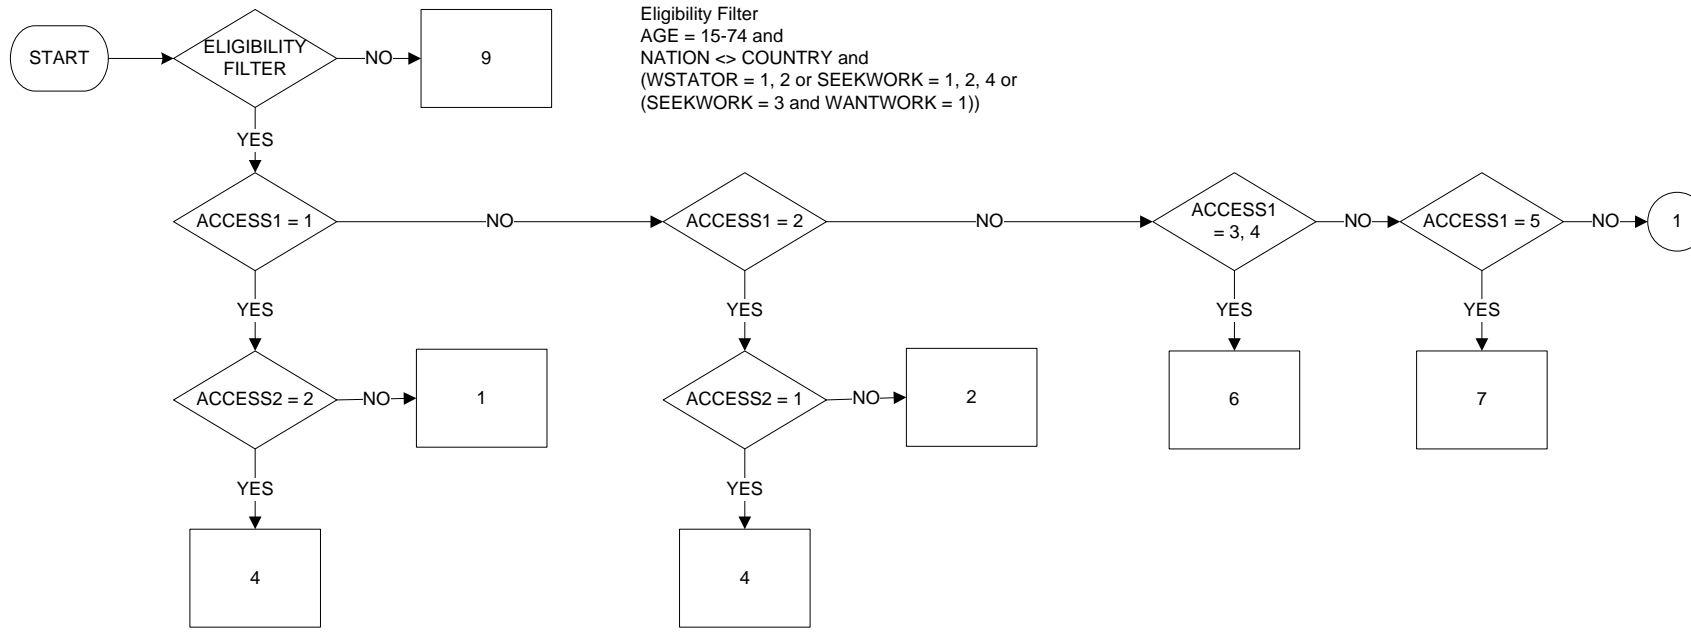 START
ELIGIBILITY
FILTER
NO
9
Eligibility Filter
AGE = 15-74 and
NATION <> COUNTRY and
(WSTATOR = 1, 2 or SEEKWORK = 1, 2, 4 or
(SEEKWORK = 3 and WANTWORK = 1))
YES
ACCESS1 = 1
NO
ACCESS1 = 2
NO
ACCESS1
= 3, 4
NO
ACCESS1 = 5
NO
1
YES
YES
YES
YES
ACCESS2 = 2
NO
1
ACCESS2 = 1
NO
2
6
7
YES
YES
4
4